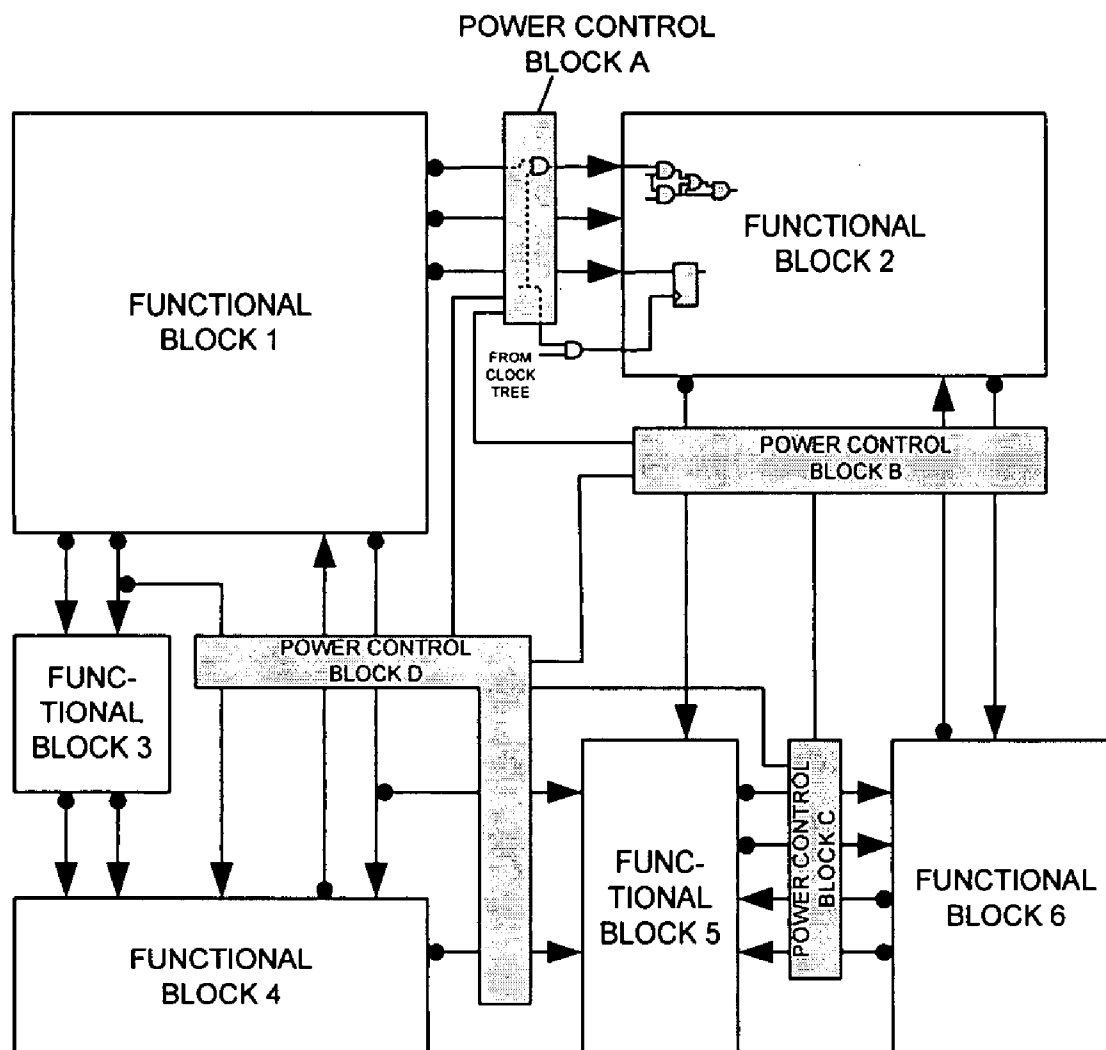 POWER CONTROL
BLOCK A
FUNCTIONAL
BLOCK 1
FUNCTIONAL
BLOCK 2
FROM
CLOCK
TREE
POWER CONTROL
BLOCK B
POWER CONTROL
BLOCK D
FUNC-
TIONAL
BLOCK 3
FUNC-
TIONAL
BLOCK 5
POWER CONTROL
BLOCK C
FUNCTIONAL
BLOCK 6
FUNCTIONAL
BLOCK 4